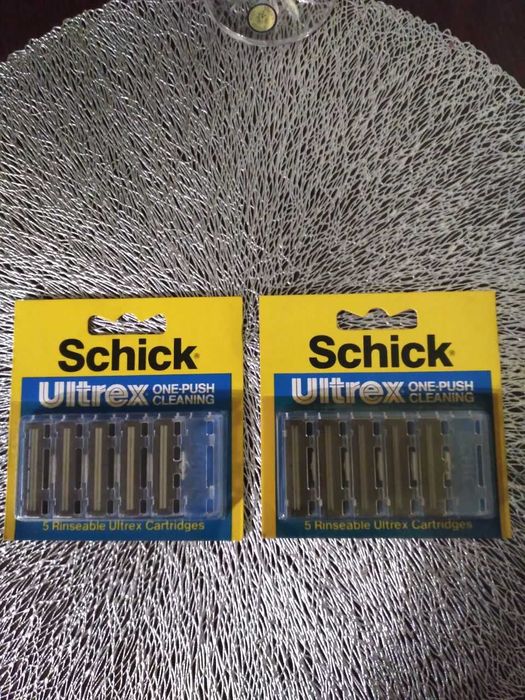 Schick®
Ultrex ONE-PUSH
CLEANING
5 Rinseable Ultrex Cartridges
Schick®
Ultrex ONE-PUSH
CLEANING
5 Rinseable Ultrex Cartridges